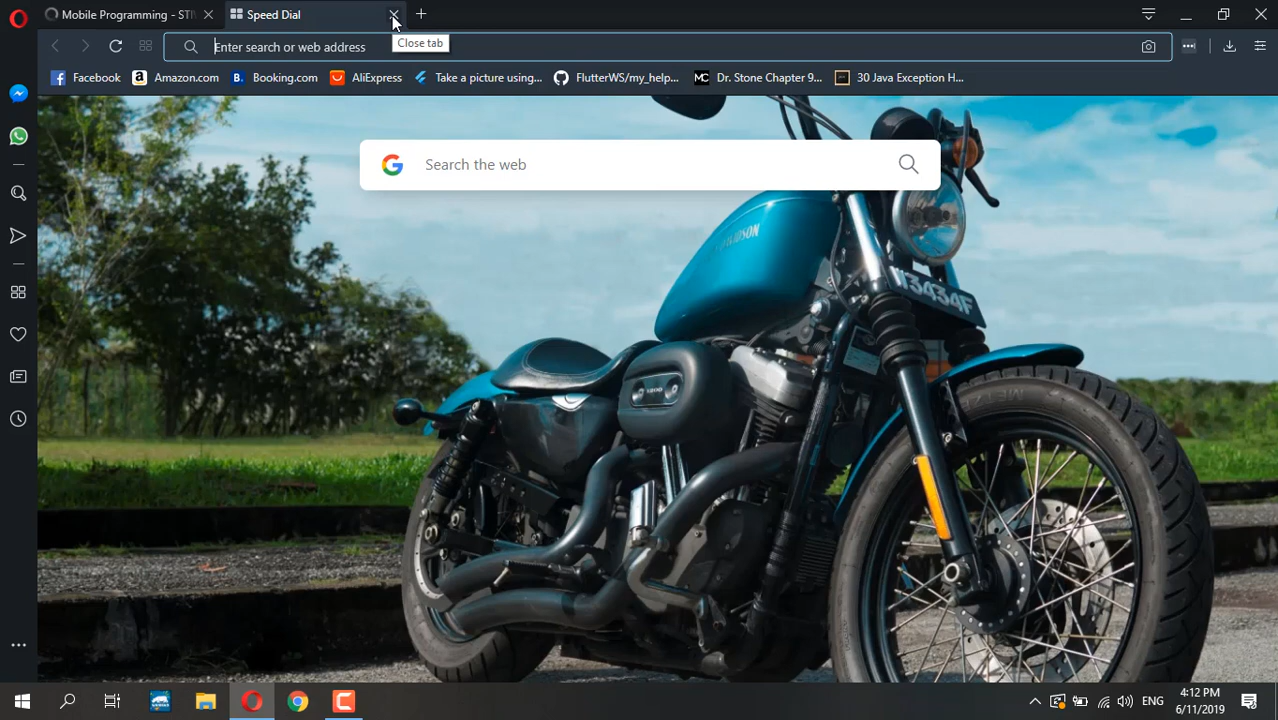 Mobile Programming - STI
Speed Dial
Close tab
Enter search or web address
Facebook
Amazon.com
Booking.com
AliExpress
Take a picture using...
FlutterWS/my_help...
Dr. Stone Chapter 9...
30 Java Exception H...
Search the web
DAVIDSON
1200
ENG
4:12 PM
6/11/2019